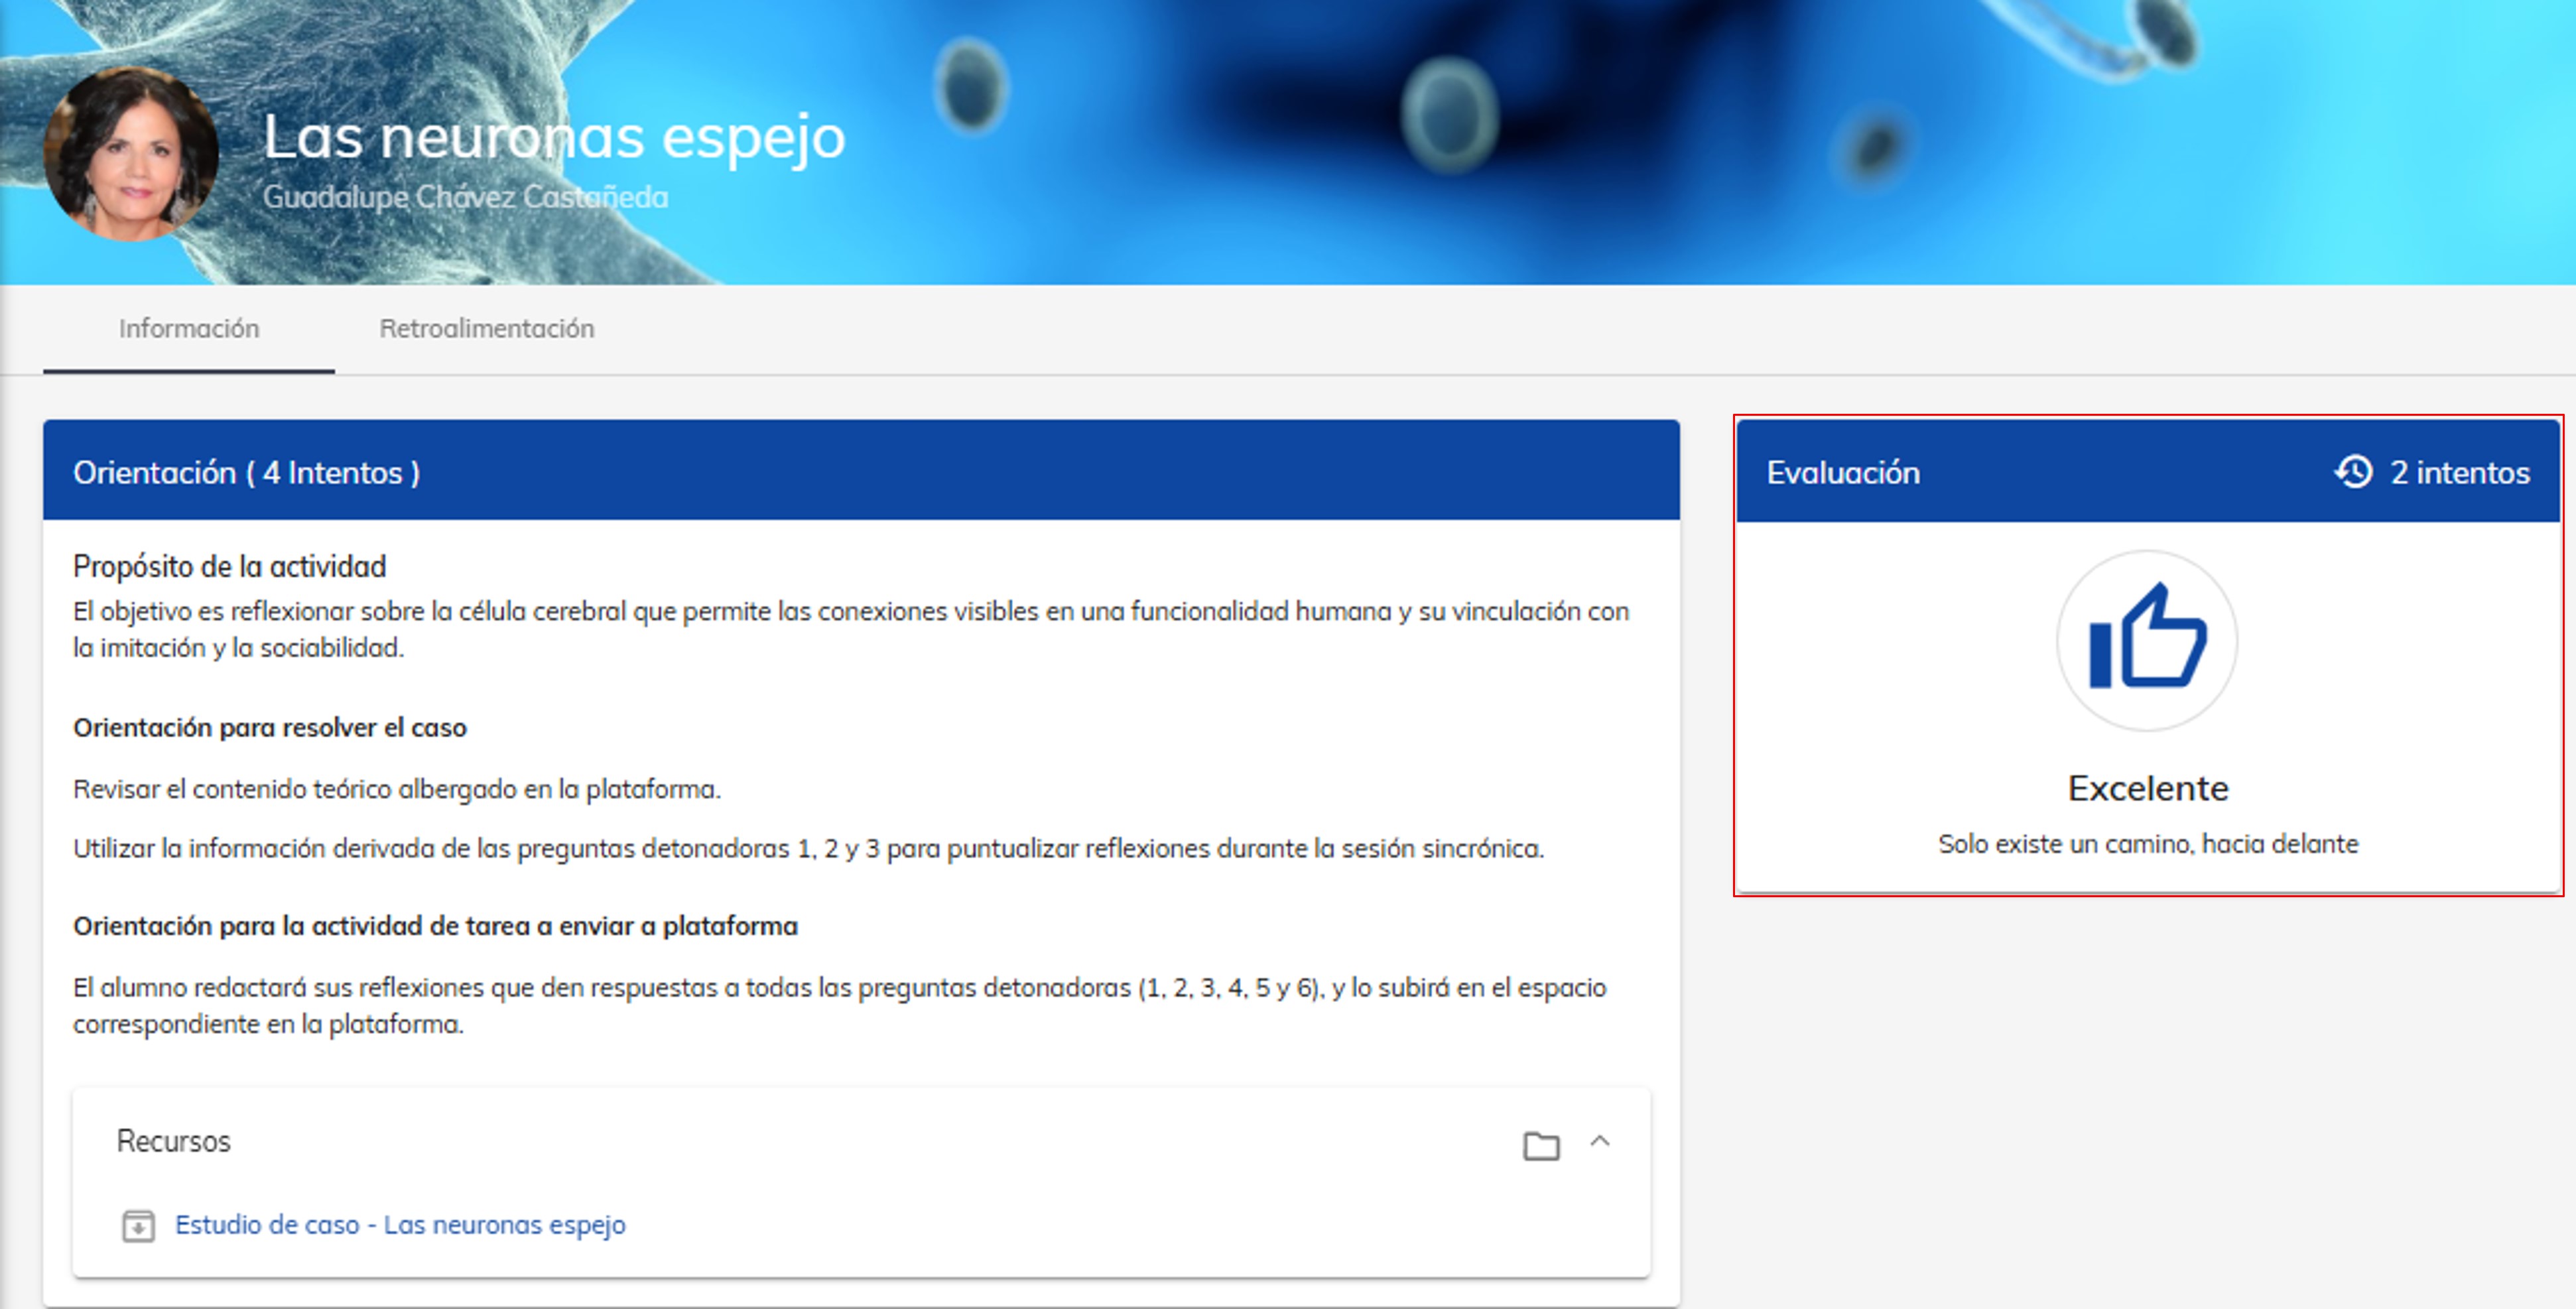 Las neuronas espejo
Guadalupe Chávez Castañeda
Información
Retroalimentación
Orientación ( 4 Intentos )
Propósito de la actividad
El objetivo es reflexionar sobre la célula cerebral que permite las conexiones visibles en una funcionalidad humana y su vinculación con
la imitación y la sociabilidad.
Orientación para resolver el caso
Revisar el contenido teórico albergado en la plataforma.
Utilizar la información derivada de las preguntas detonadoras 1, 2 y 3 para puntualizar reflexiones durante la sesión sincrónica.
Orientación para la actividad de tarea a enviar a plataforma
El alumno redactará sus reflexiones que den respuestas a todas las preguntas detonadoras (1, 2, 3, 4, 5 y 6), y lo subirá en el espacio
correspondiente en la plataforma.
Recursos
Estudio de caso - Las neuronas espejo
Evaluación
2 intentos
Excelente
Solo existe un camino, hacia delante